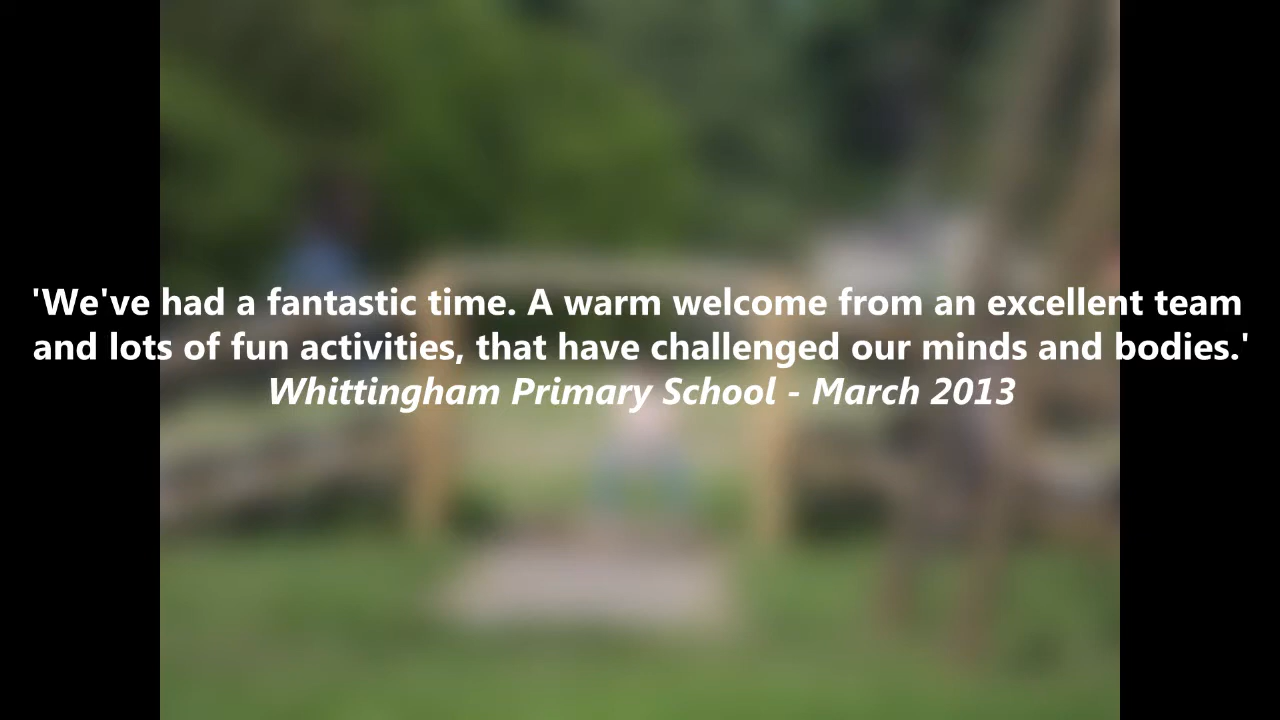 'We've had a fantastic time. A warm welcome from an excellent team
and lots of fun activities, that have challenged our minds and bodies.'
Whittingham Primary School - March 2013